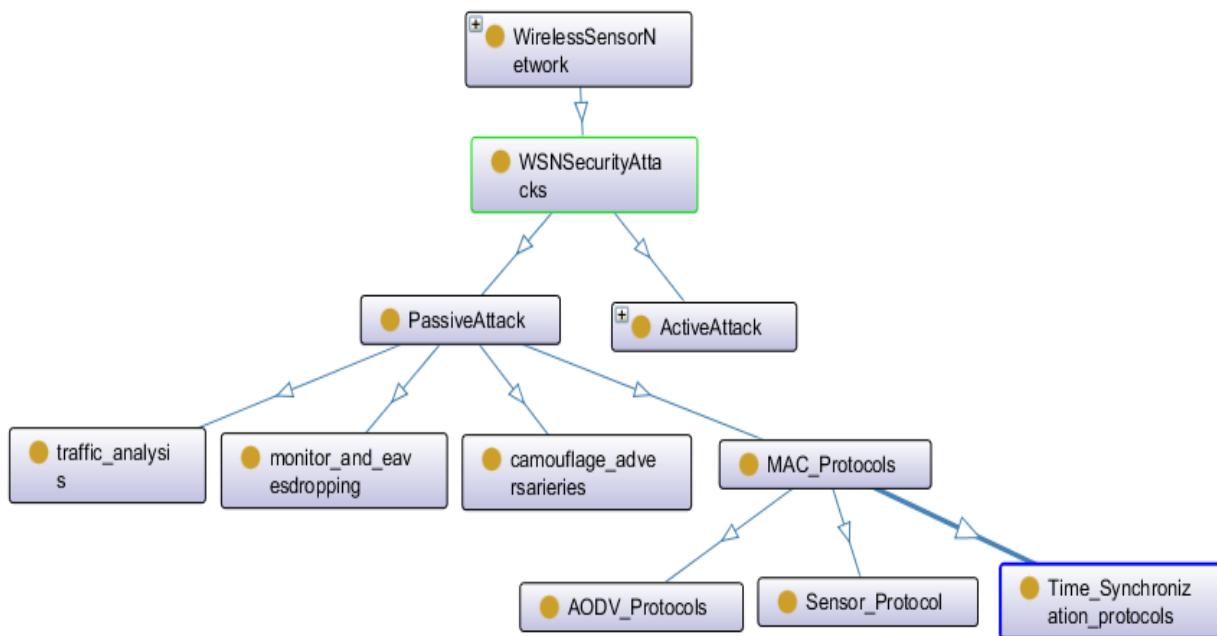 WirelessSensorN
etwork
WSNSecurityAtta
cks
PassiveAttack
ActiveAttack
traffic_analysi
s
monitor_and_eav
esdropping
camouflage_adve
rsarieries
MAC_Protocols
AODV_Protocols
Sensor_Protocol
Time_Synchroniz
ation_protocols